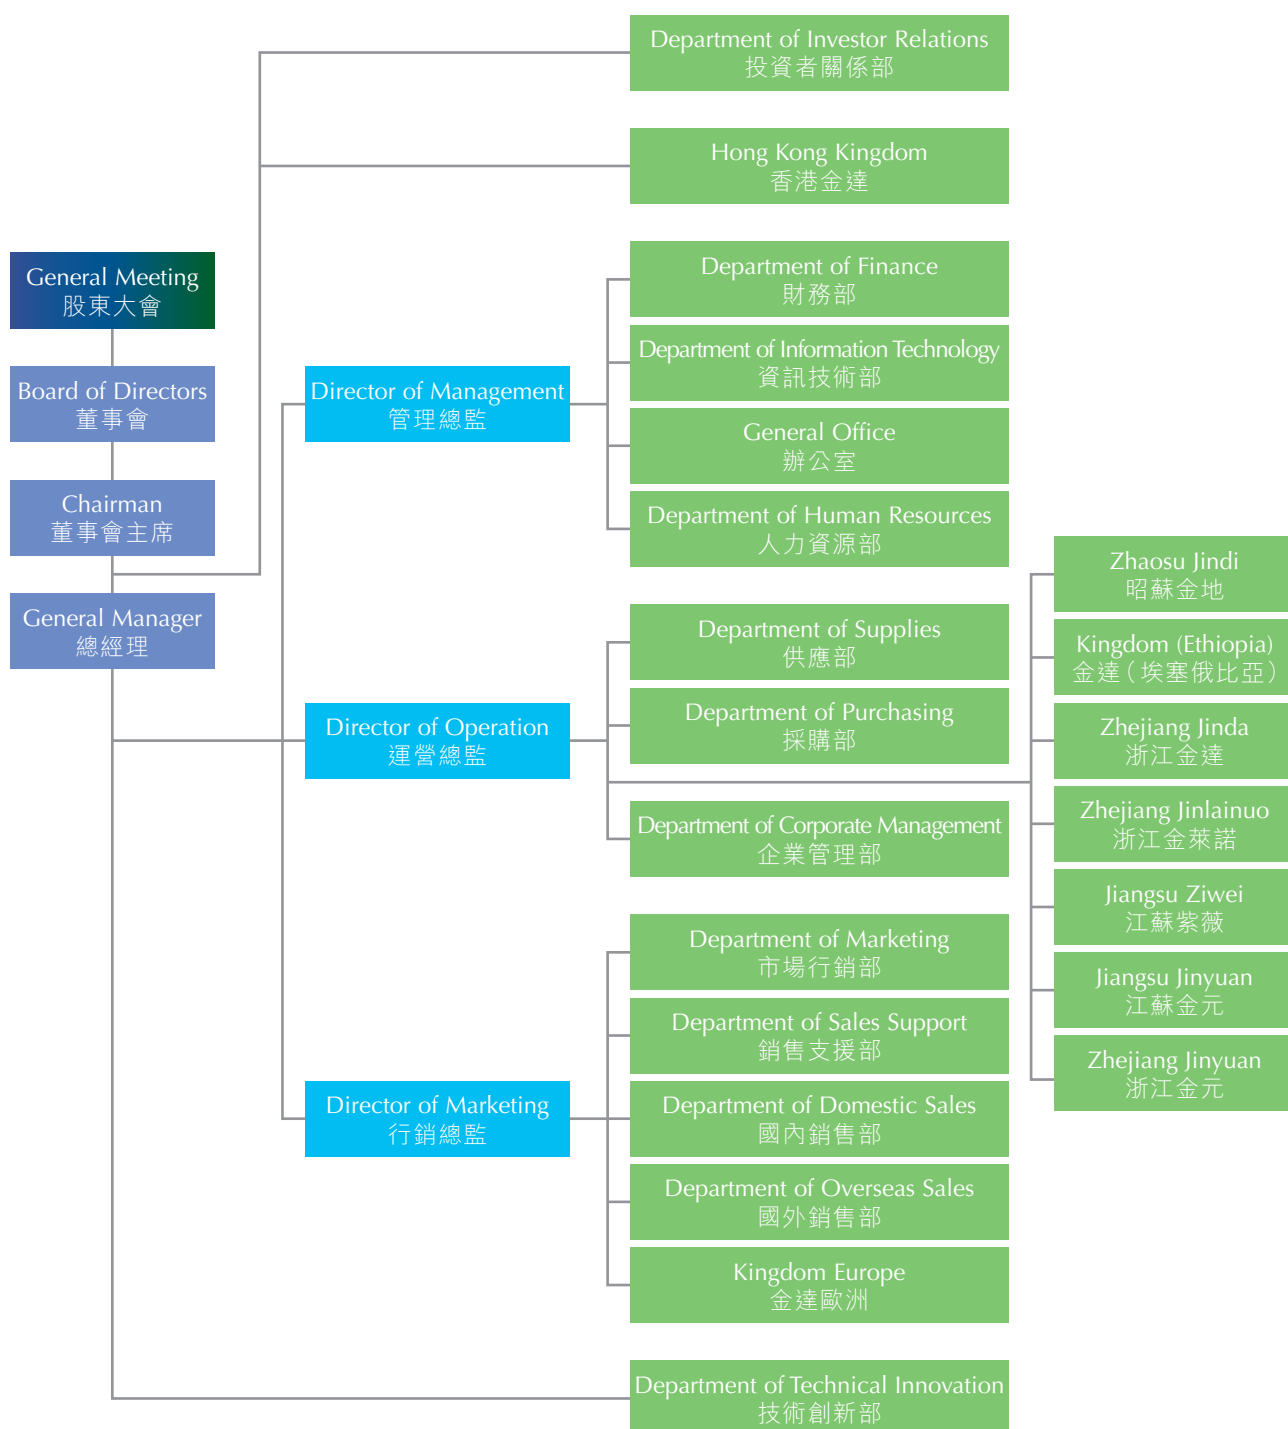 General Meeting
股東大會
Board of Directors
董事會
Chairman
董事會主席
General Manager
總經理
Director of Management
管理總監
Director of Operation
運營總監
Director of Marketing
行銷總監
Department of Investor Relations
投資者關係部
Hong Kong Kingdom
香港金達
Department of Finance
財務部
Department of Information Technology
資訊技術部
General Office
辦公室
Department of Human Resources
人力資源部
Department of Supplies
供應部
Department of Purchasing
採購部
Department of Corporate Management
企業管理部
Department of Marketing
市場行銷部
Department of Sales Support
銷售支援部
Department of Domestic Sales
國內銷售部
Department of Overseas Sales
國外銷售部
Kingdom Europe
金達歐洲
Department of Technical Innovation
技術創新部
Zhaosu Jindi
昭蘇金地
Kingdom (Ethiopia)
金達（埃塞俄比亞）
Zhejiang Jinda
浙江金達
Zhejiang Jinlainuo
浙江金萊諾
Jiangsu Ziwei
江蘇紫薇
Jiangsu Jinyuan
江蘇金元
Zhejiang Jinyuan
浙江金元